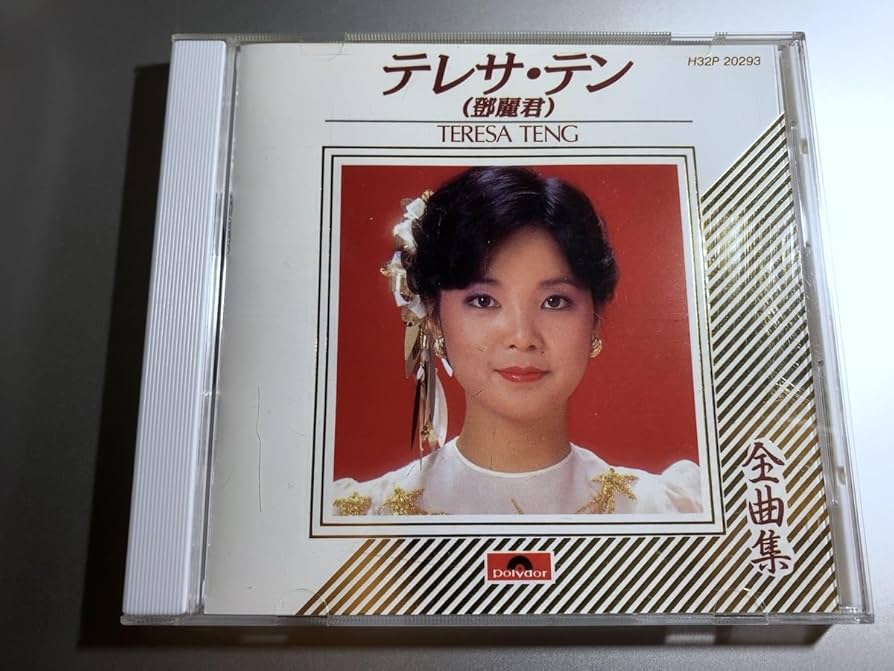 テレサ・テン
H32P 20293
(鄧麗君)
TERESA TENG
全曲集
Polydor